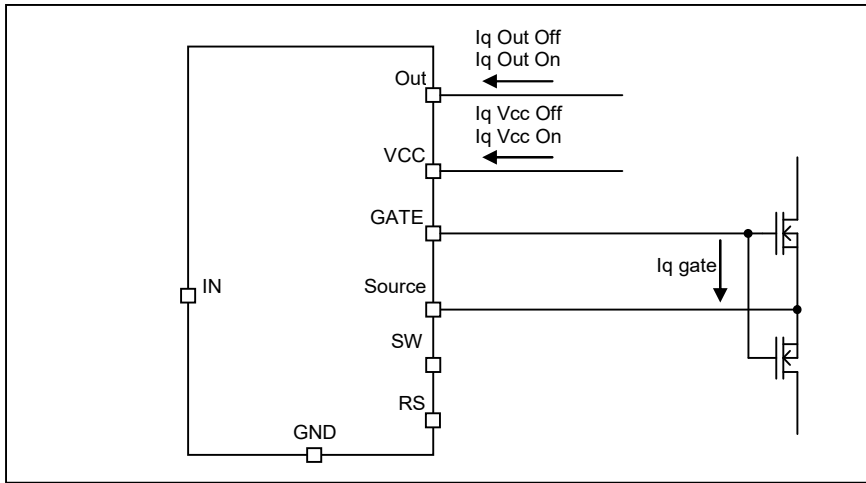 Iq Out Off
Iq Out On
Out
Iq Vcc Off
Iq Vcc On
VCC
GATE
Iq gate
IN
Source
SW
RS
GND